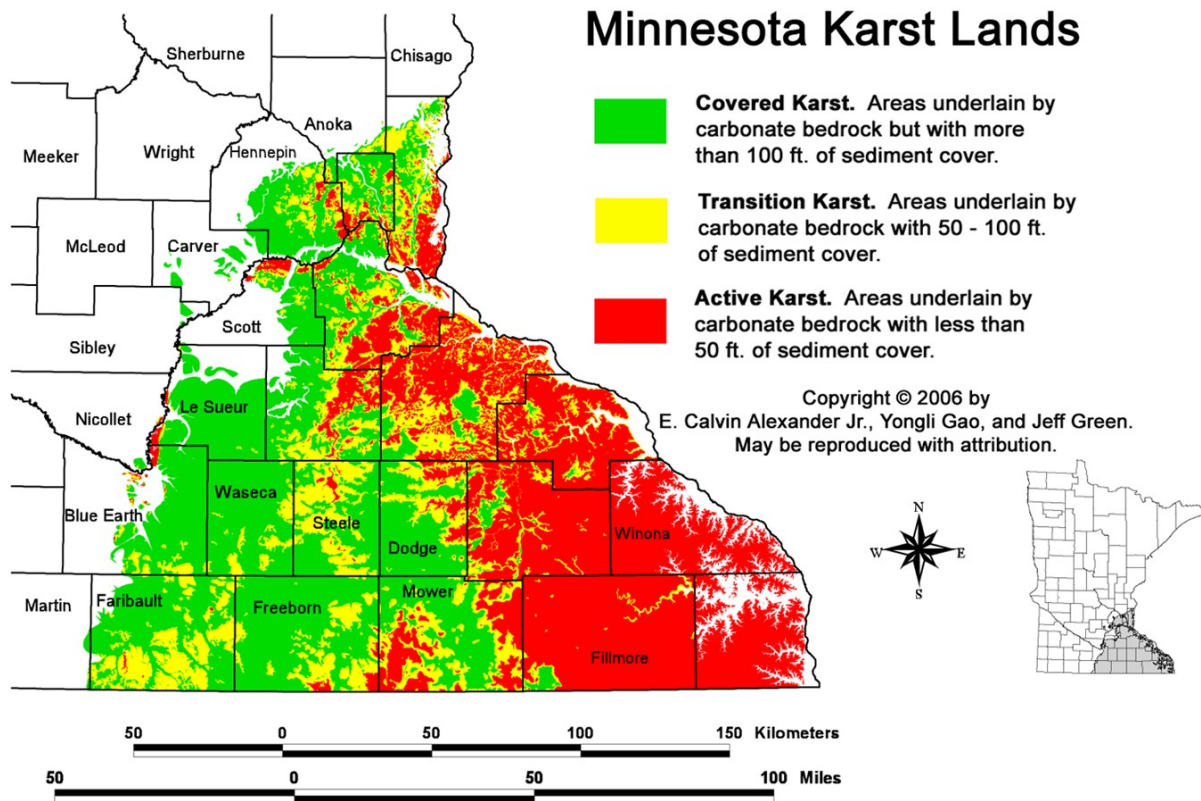 Minnesota Karst Lands
Covered Karst. Areas underlain by
carbonate bedrock but with more
than 100 ft. of sediment cover.
Transition Karst. Areas underlain by
carbonate bedrock with 50 - 100 ft.
of sediment cover.
Active Karst. Areas underlain by
carbonate bedrock with less than
50 ft. of sediment cover.
Copyright © 2006 by
E. Calvin Alexander Jr., Yongli Gao, and Jeff Green.
May be reproduced with attribution.
Sherburne
Chisago
Anoka
Meeker
Wright
Hennepin
McLeod
Carver
Scott
Sibley
Nicollet
Le Sueur
Waseca
Blue Earth
Steele
Dodge
Winona
Martin
Faribault
Freeborn
Mower
Fillmore
N
W
E
S
50 0 50 100 150 Kilometers
50 0 50 100 Miles